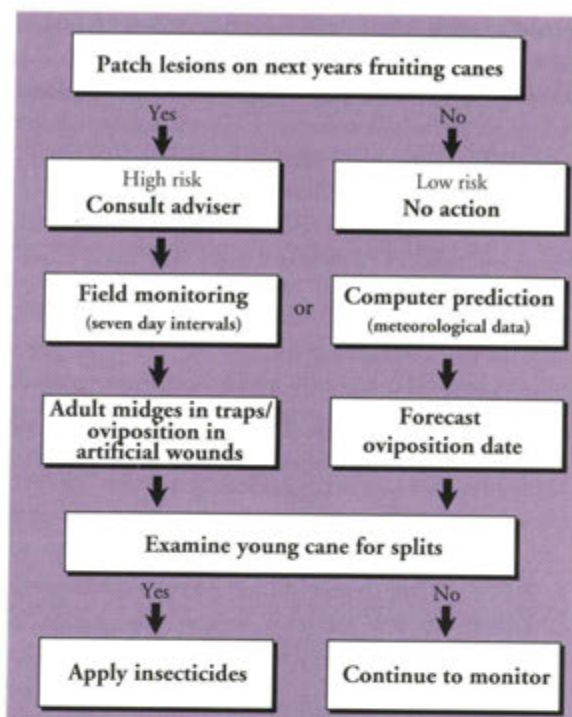 Patch lesions on next years fruiting canes
Yes
No
High risk
Consult adviser
Low risk
No action
Field monitoring
(seven day intervals)
or
Computer prediction
(meteorological data)
Adult midges in traps/
oviposition in
artificial wounds
Forecast
oviposition date
Examine young cane for splits
Yes
No
Apply insecticides
Continue to monitor